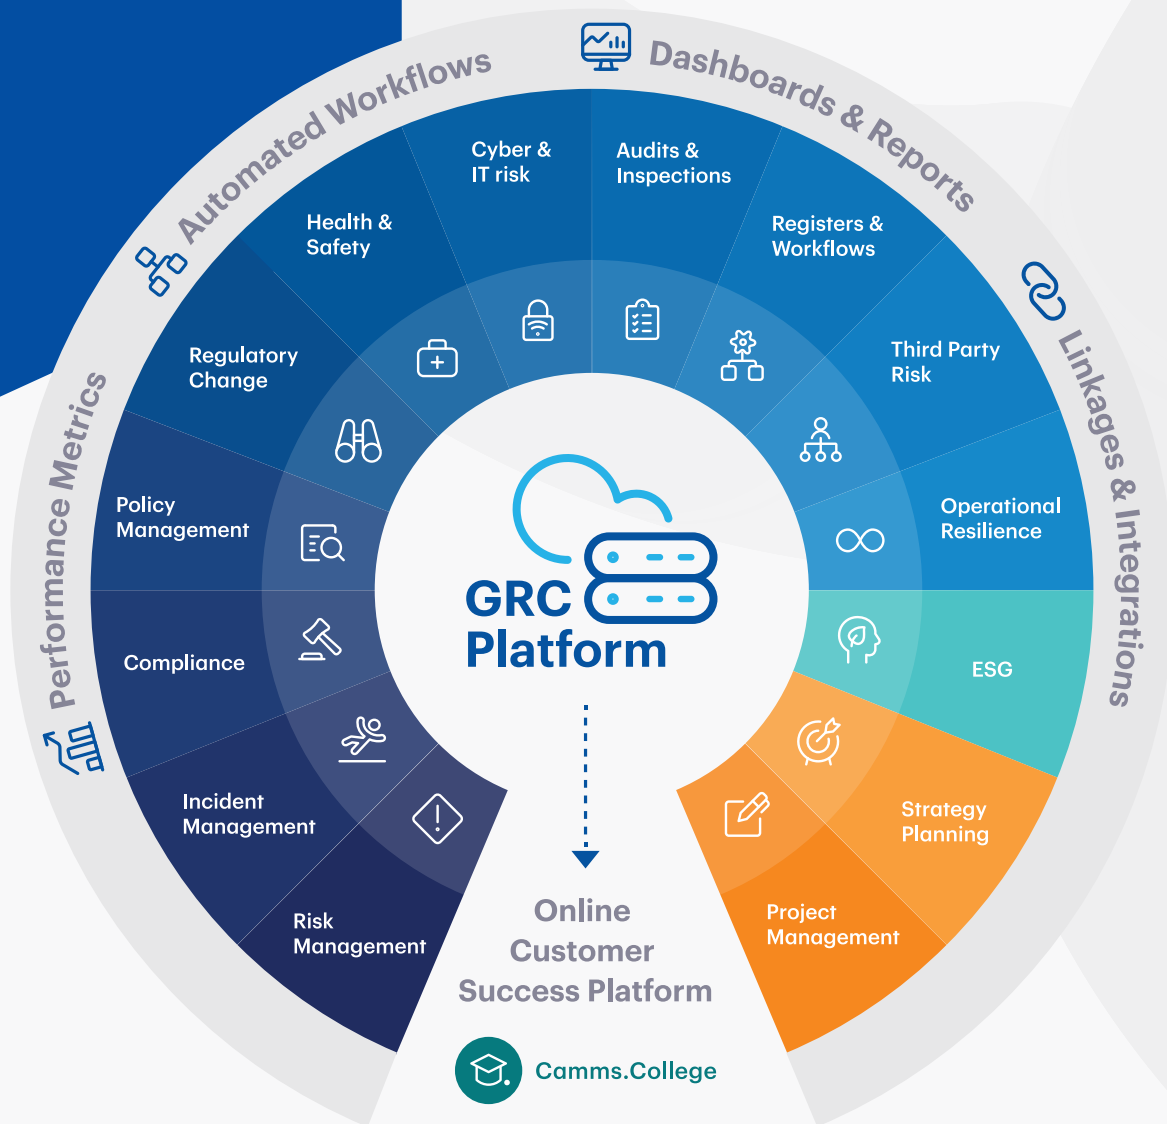 Automated Workflows
Dashboards & Reports
Linkages & Integrations
Performance Metrics
Cyber &
IT risk
Audits &
Inspections
Health &
Safety
Registers &
Workflows
Regulatory
Change
Third Party
Risk
Policy
Management
Operational
Resilience
Compliance
ESG
Incident
Management
Strategy
Planning
Risk
Management
Project
Management
GRC
Platform
Online
Customer
Success Platform
Camms.College